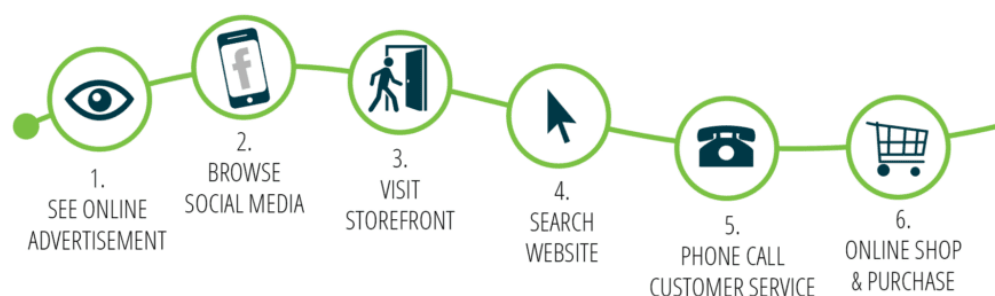 1.
SEE ONLINE
ADVERTISEMENT
2.
BROWSE
SOCIAL MEDIA
f
3.
VISIT
STOREFRONT
4.
SEARCH
WEBSITE
5.
PHONE CALL
CUSTOMER SERVICE
6.
ONLINE SHOP
& PURCHASE